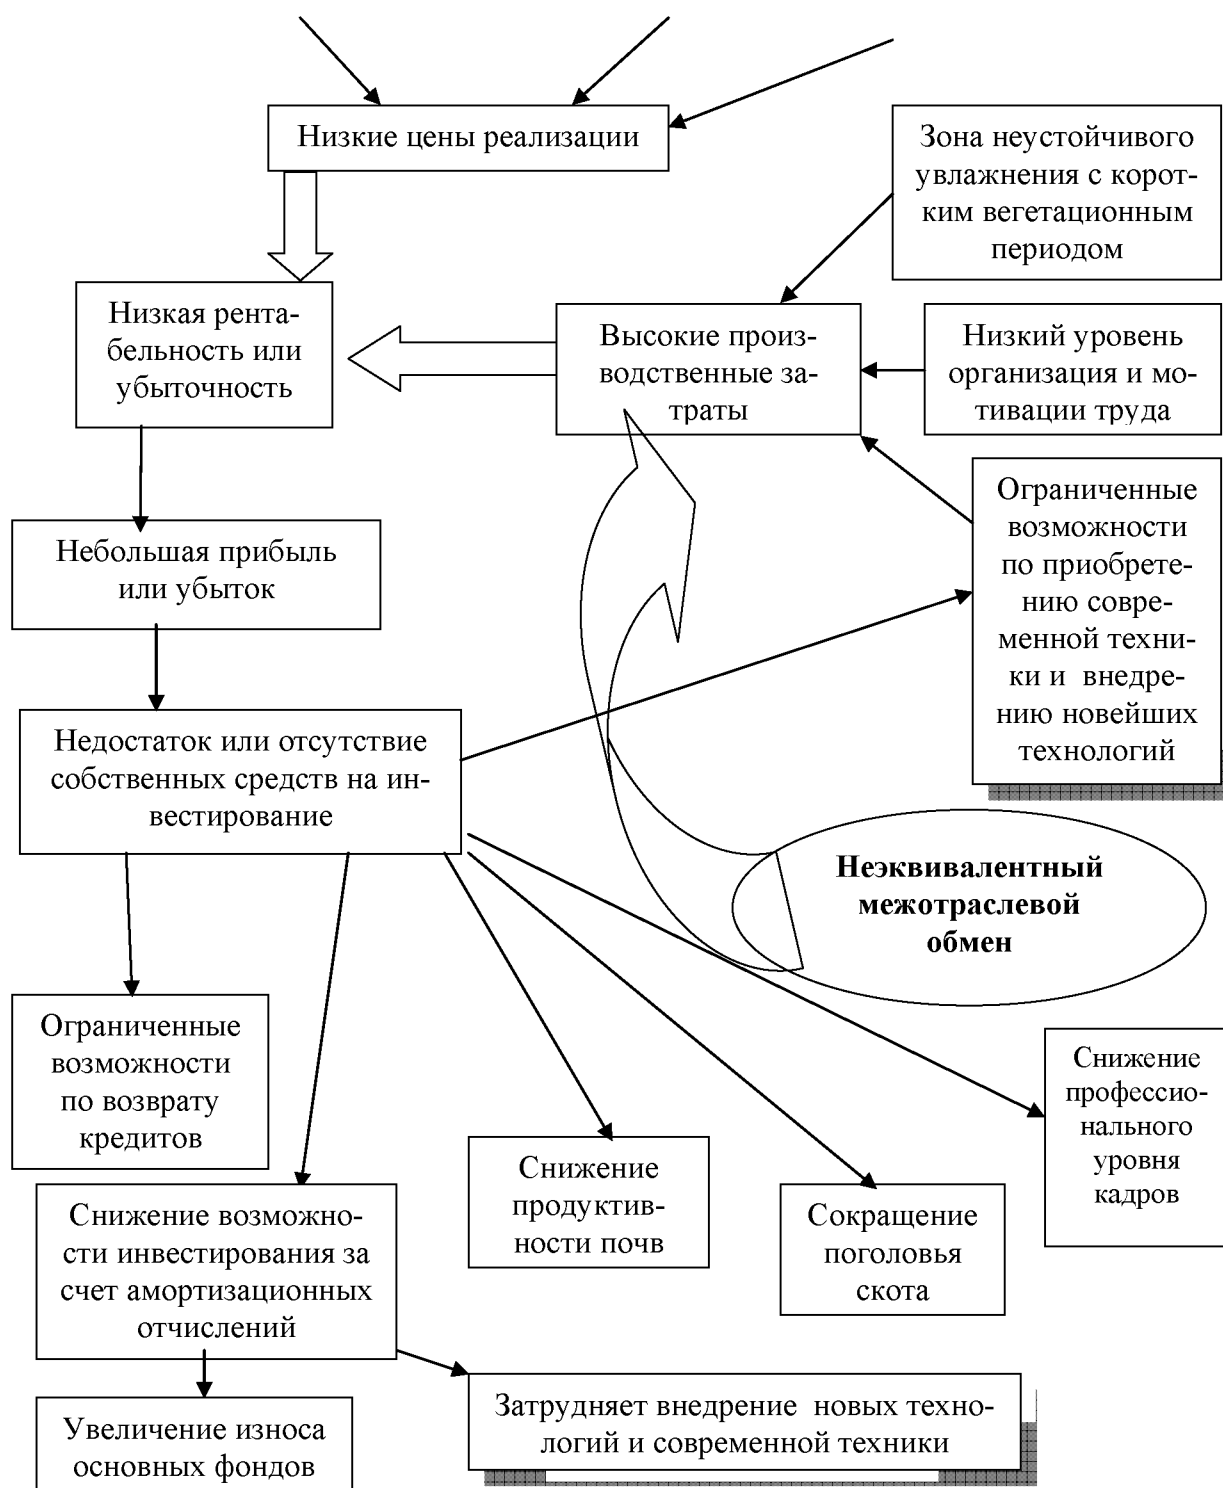 Низкие цены реализации
Зона неустойчивого
увлажнения с корот-
ким вегетационным
периодом
Низкая рента-
бельность или
убыточность
Высокие произ-
водственные за-
траты
Низкий уровень
организация и мо-
тивации труда
Ограниченные
возможности
по приобрете-
нию совре-
менной техни-
ки и внедре-
нию новейших
технологий
Небольшая прибыль
или убыток
Недостаток или отсутствие
собственных средств на ин-
вестирование
Неэквивалентный
межотраслевой
обмен
Ограниченные
возможности
по возврату
кредитов
Снижение
профессио-
нального
уровня
кадров
Снижение
продуктив-
ности почв
Сокращение
поголовья
скота
Снижение возможно-
сти инвестирования за
счет амортизационных
отчислений
Затрудняет внедрение новых техно-
логий и современной техники
Увеличение износа
основных фондов